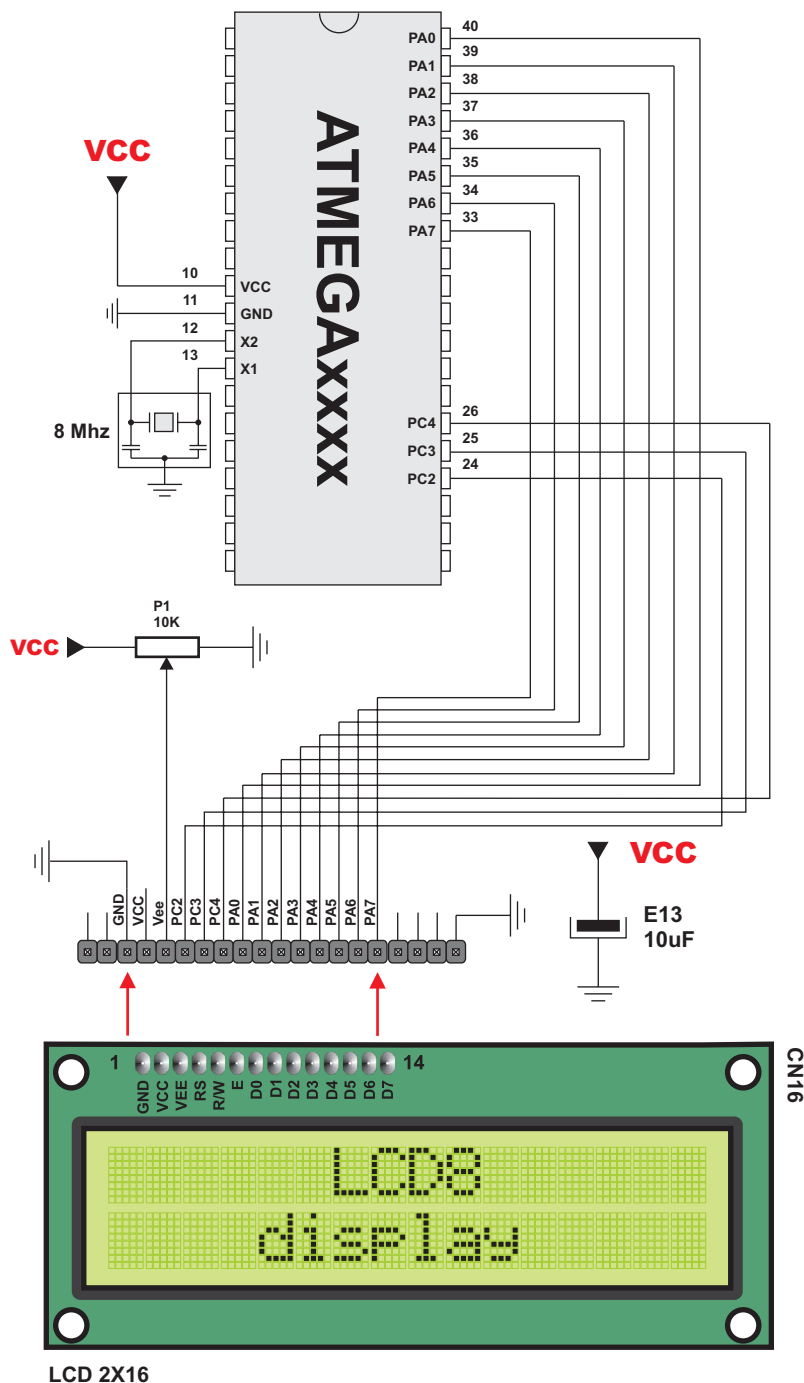 40
PA0
39
PA1
38
PA2
37
PA3
36
PA4
35
PA5
34
PA6
33
PA7
ATMEGAxxxx
VCC
10
VCC
11
GND
12
X2
13
X1
8 Mhz
26
PC4
25
PC3
24
PC2
P1
10K
VCC
GND
VCC
Vee
PC2
PC3
PC4
PA0
PA1
PA2
PA3
PA4
PA5
PA6
PA7
VCC
E13
10uF
1
14
GND
VCC
VEE
RS
R/W
E
D0
D1
D2
D3
D4
D5
D6
D7
CN16
LCD8
display
LCD 2X16